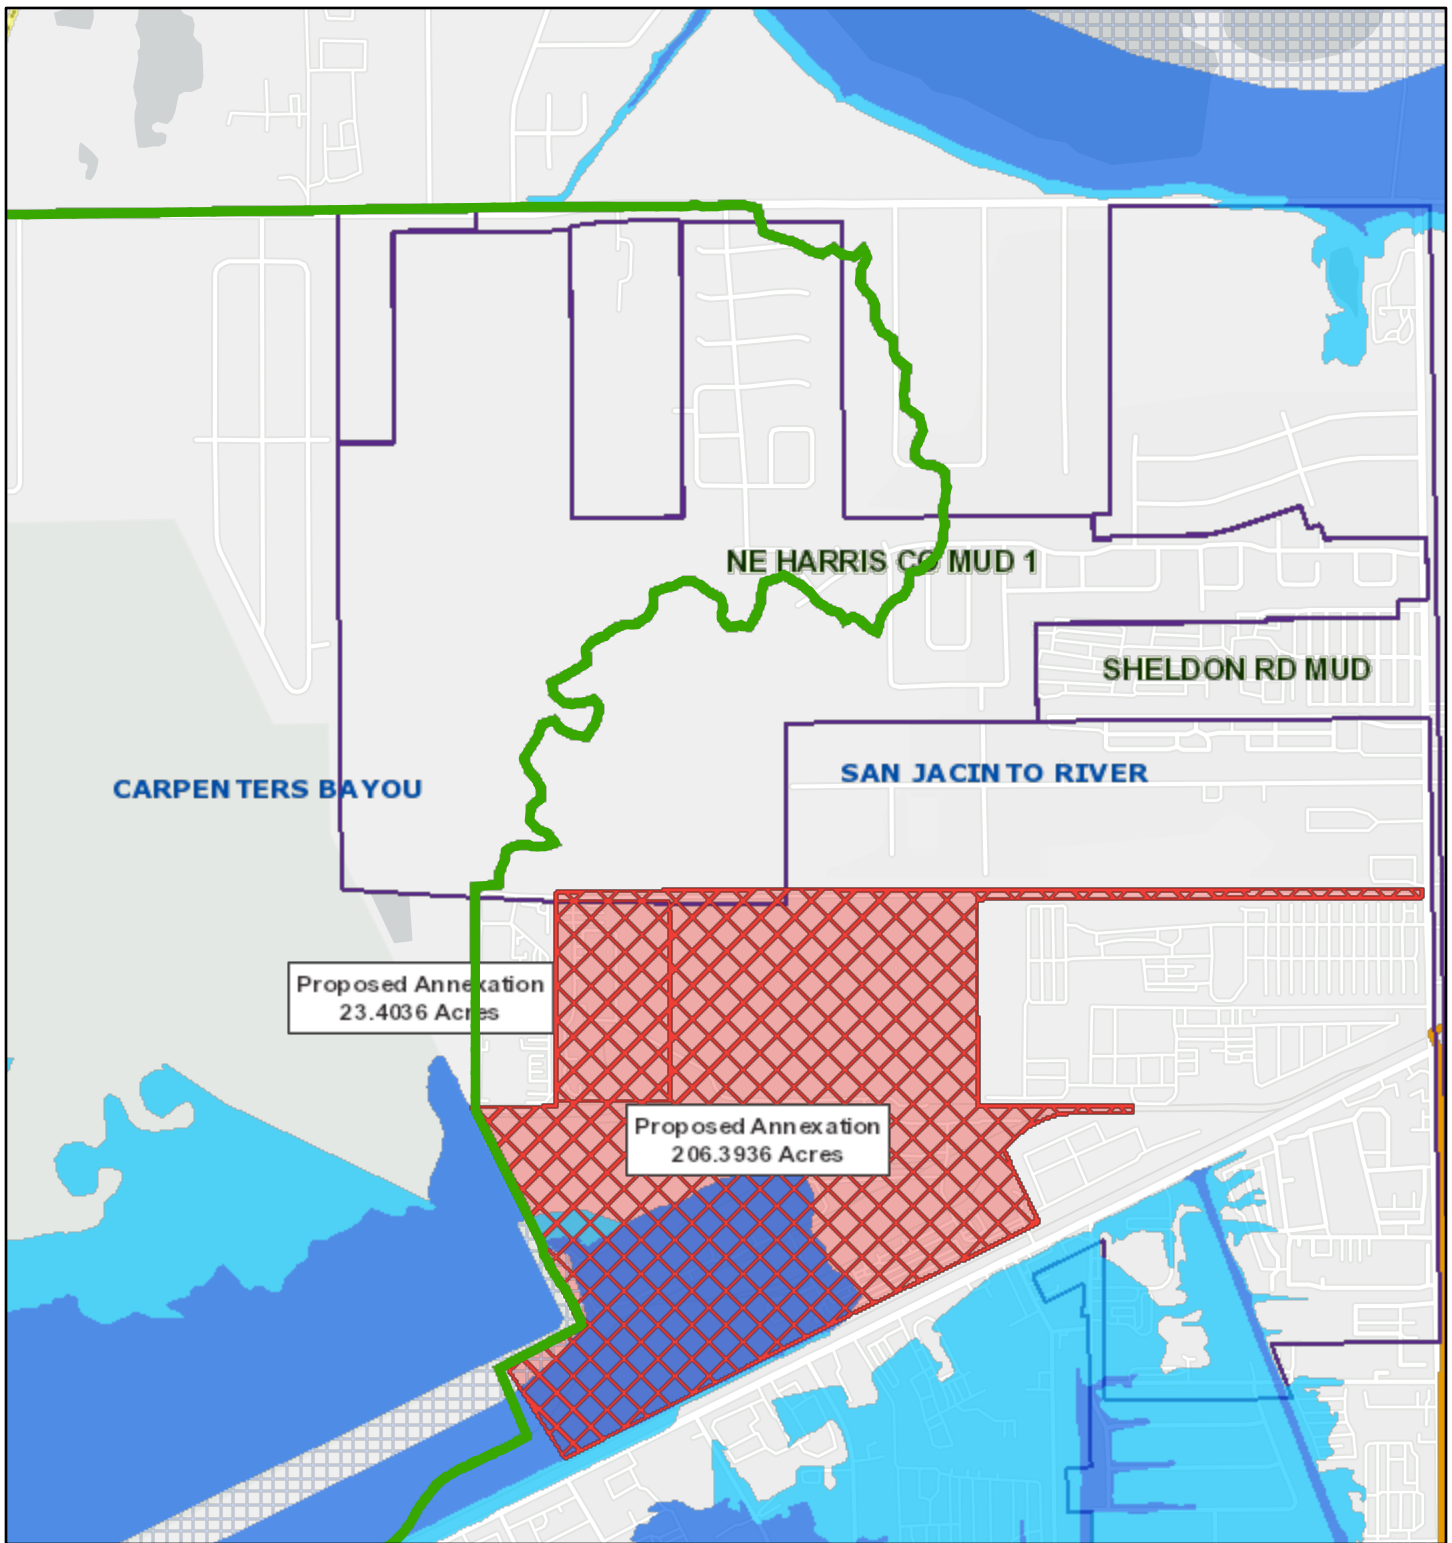 NE HARRIS CO MUD 1
SHELDON RD MUD
SAN JACINTO RIVER
CARPENTERS BAYOU
Proposed Annexation
23.4036 Acres
Proposed Annexation
206.3936 Acres